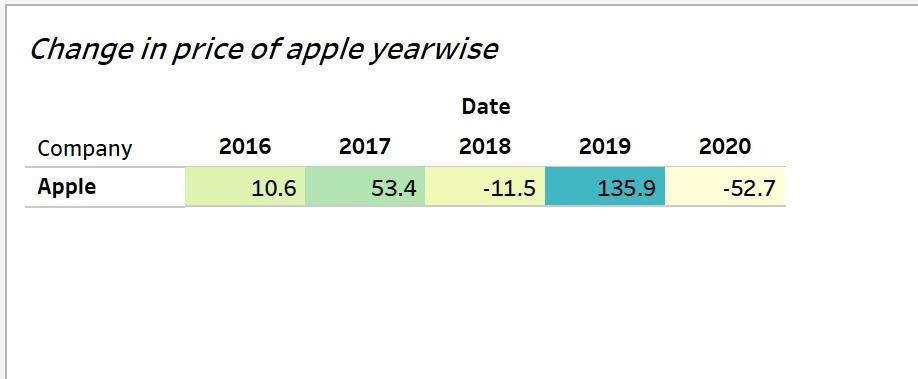 Change in price of apple yearwise
Date
Company 2016 2017 2018 2019 2020
Apple 10.6 53.4 -11.5 135.9 -52.7